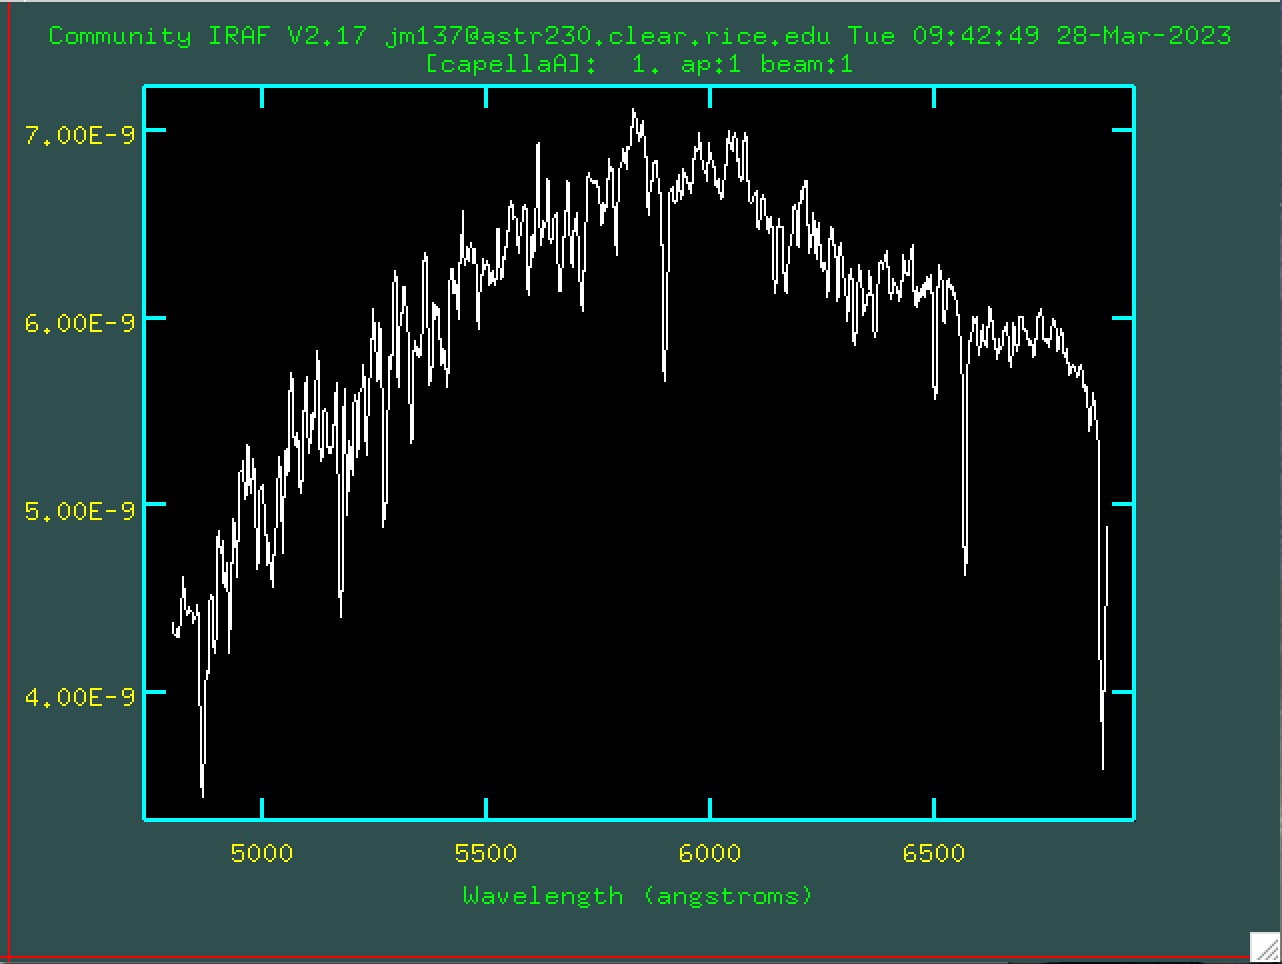 Community IRAF V2.17 jm137@astr230.clear.rice.edu Tue 09:42:49 28-Mar-2023
[capellaA]: 1. ap:1 beam:1
7.00E-9
6.00E-9
5.00E-9
4.00E-9
5000 5500 6000 6500
Wavelength (angstroms)